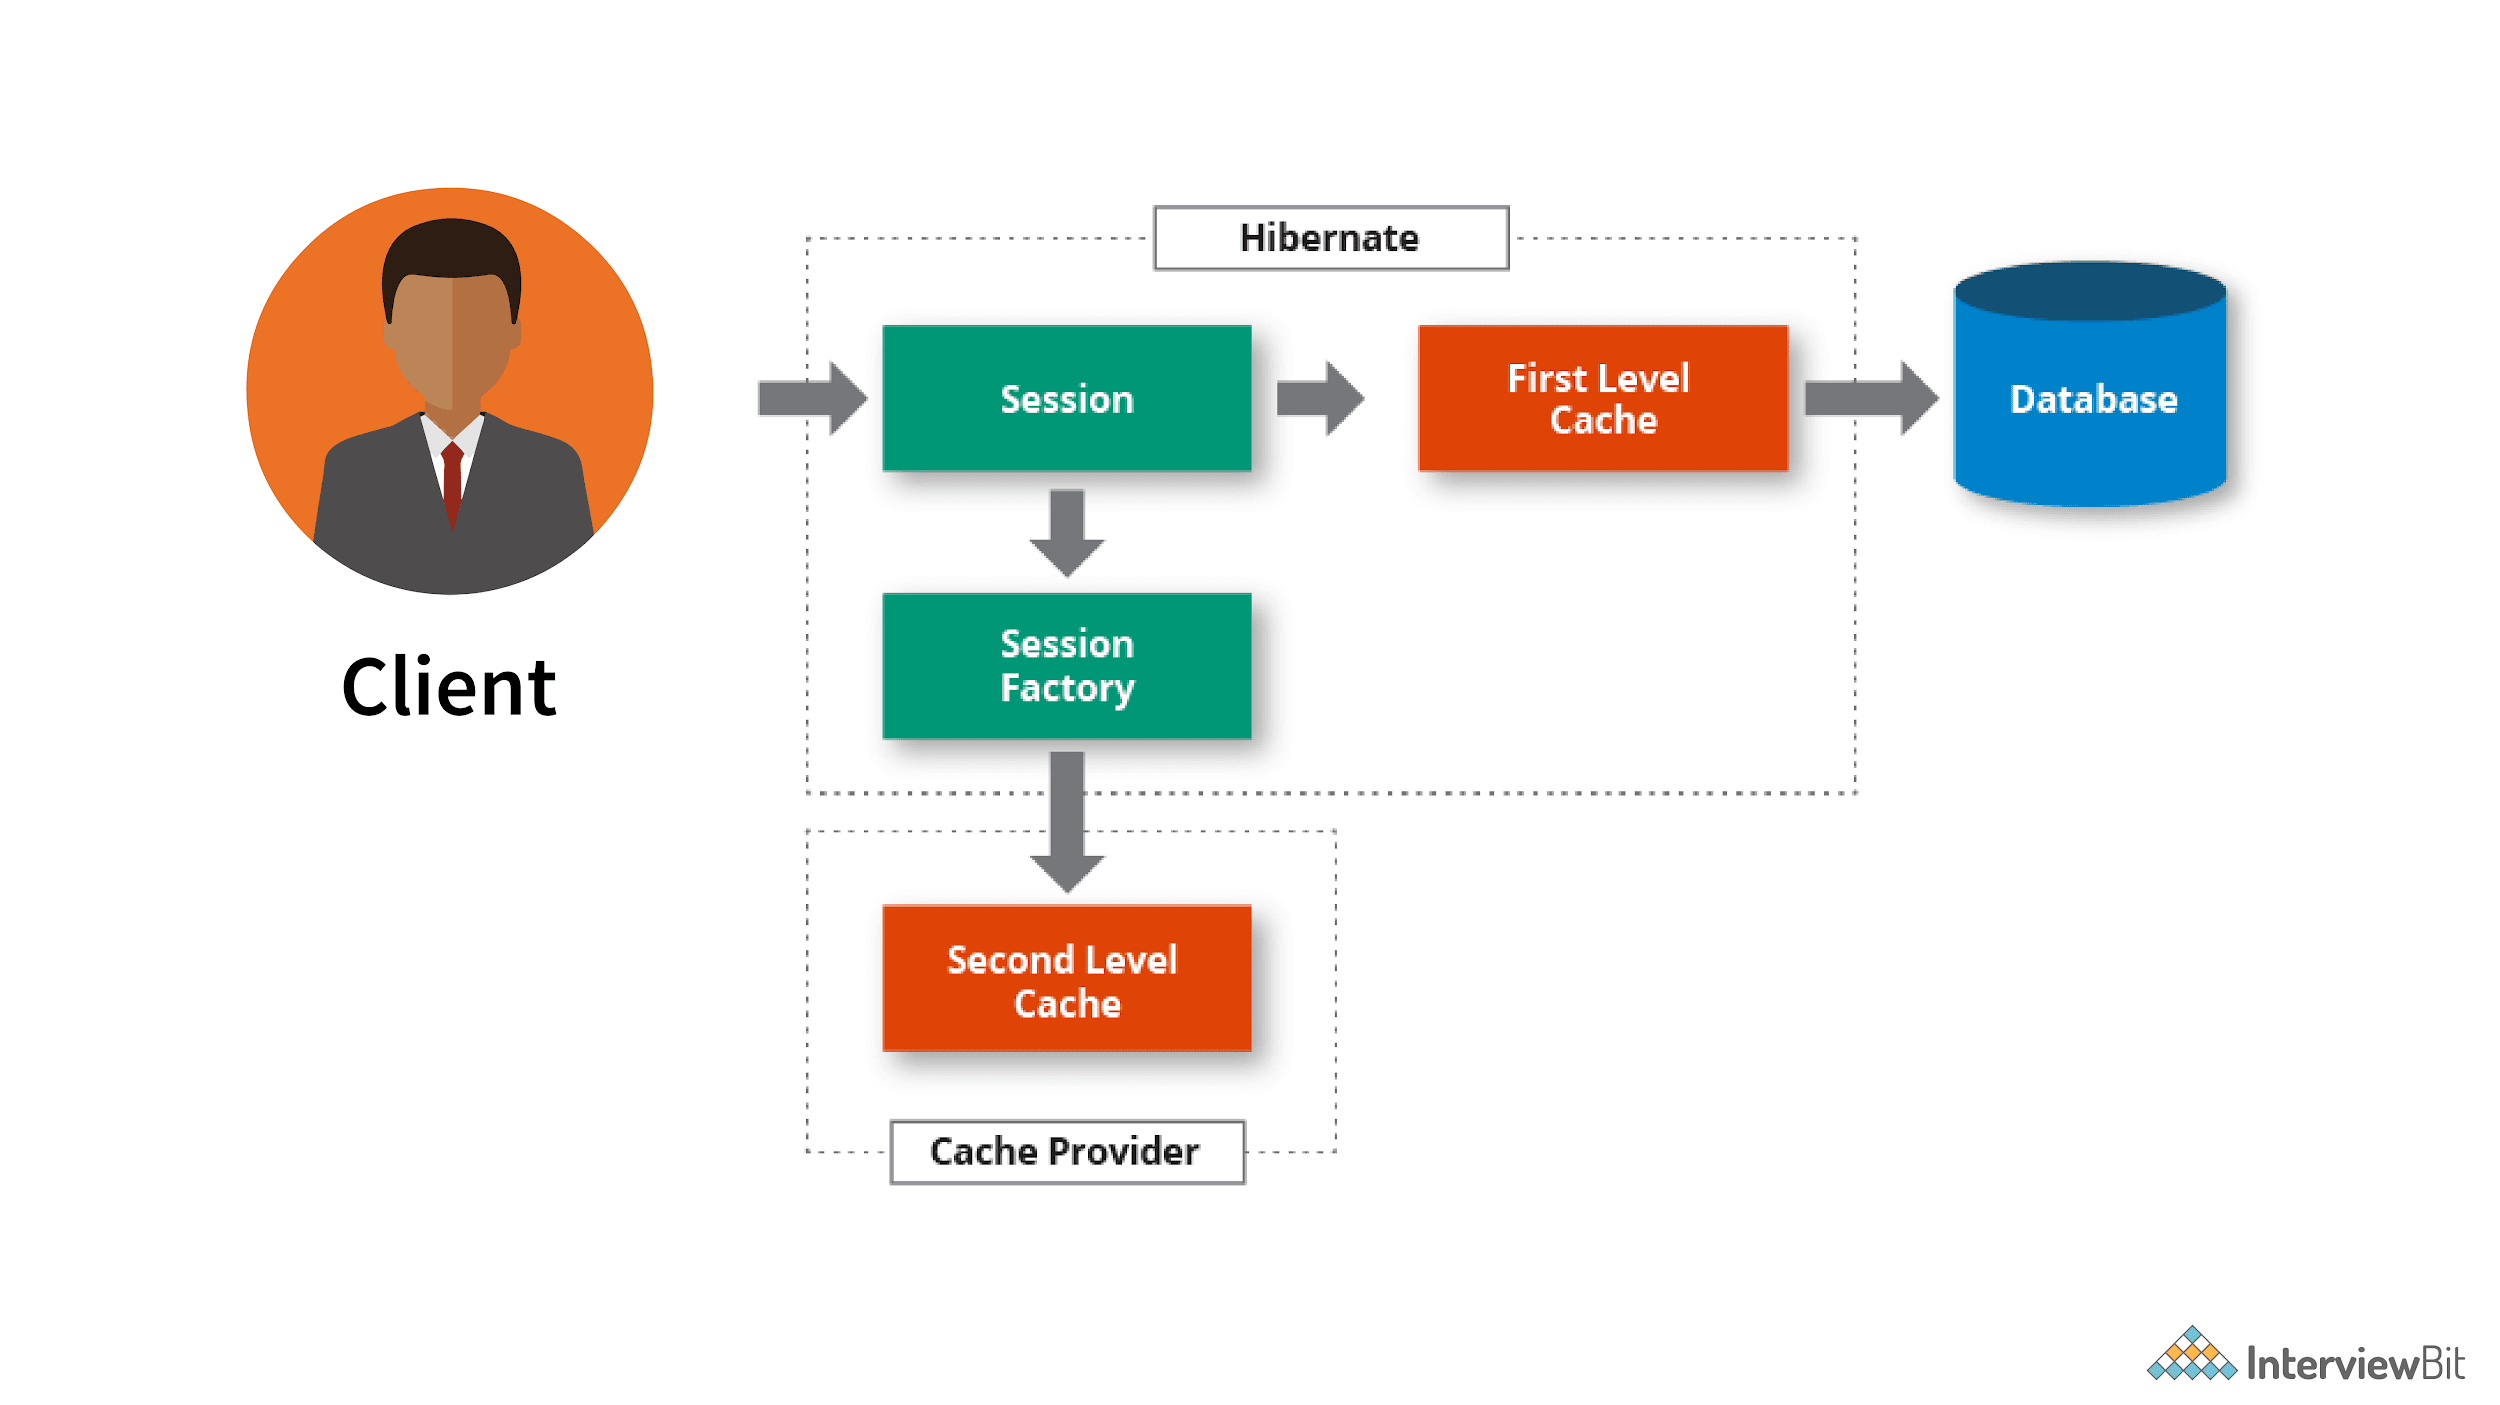 Hibernate
Session
First Level
Cache
Database
Client
Session
Factory
Second Level
Cache
Cache Provider
InterviewBit